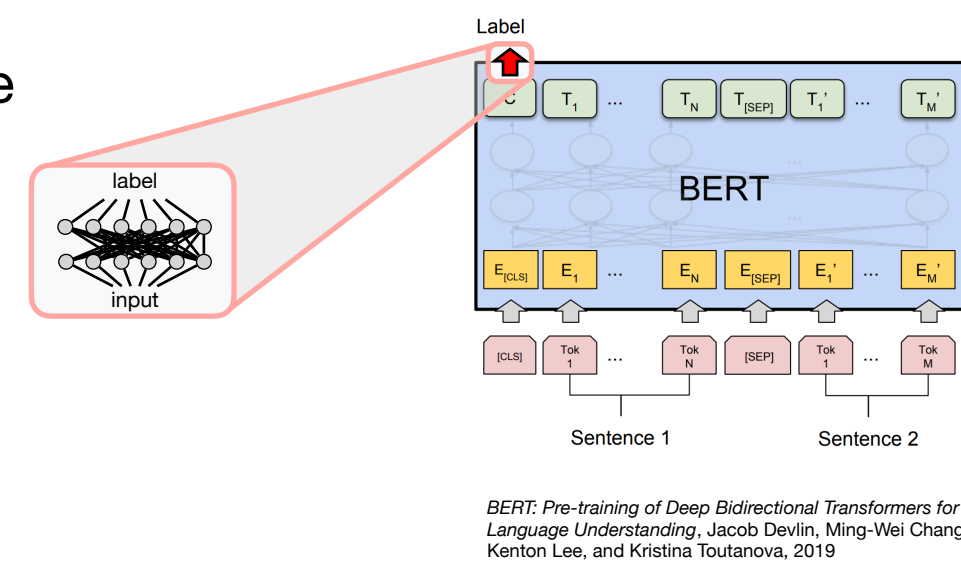 e
Label
C T1 ... TN T[SEP] T1’ ... TM’
label
...
BERT
...
input
E[CLS] E1 ... EN E[SEP] E1’ ... EM’
[CLS] Tok 1 ... Tok N [SEP] Tok 1 ... Tok M
Sentence 1 Sentence 2
BERT: Pre-training of Deep Bidirectional Transformers for
Language Understanding, Jacob Devlin, Ming-Wei Chang
Kenton Lee, and Kristina Toutanova, 2019